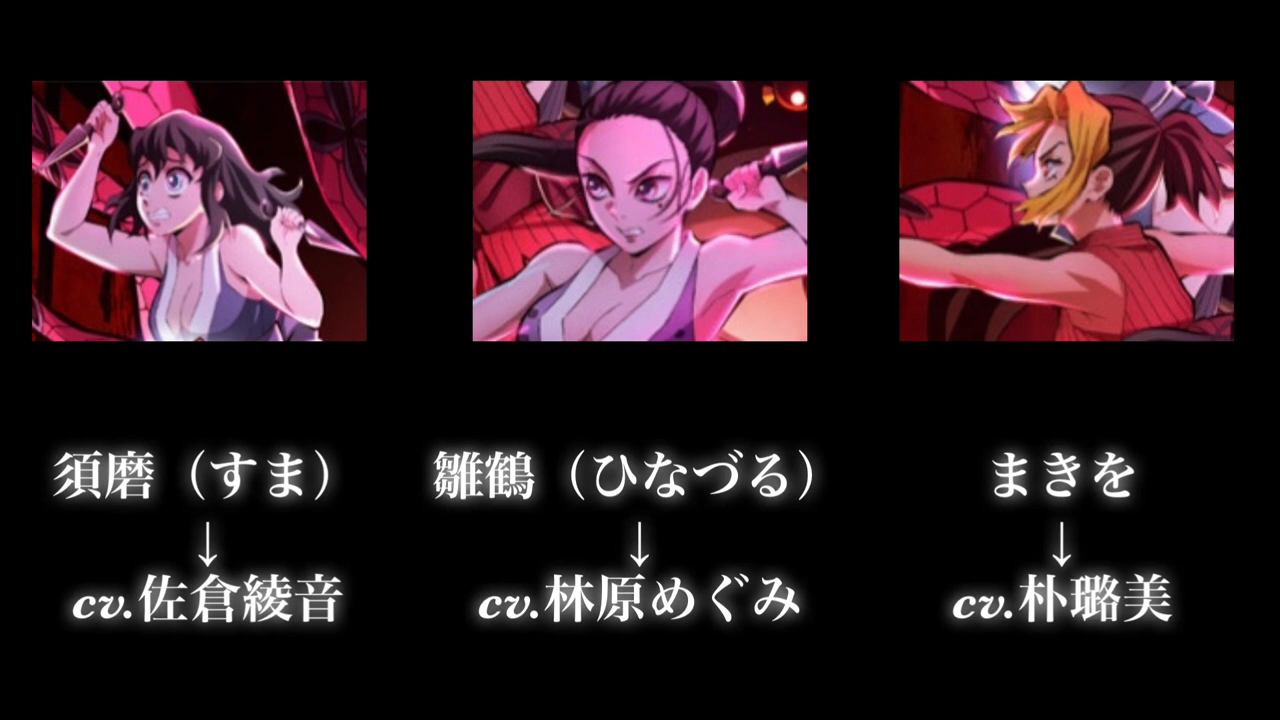 須磨（すま）
↓
cv.佐倉綾音
雛鶴（ひなづる）
↓
cv.林原めぐみ
まきを
↓
cv.朴璐美